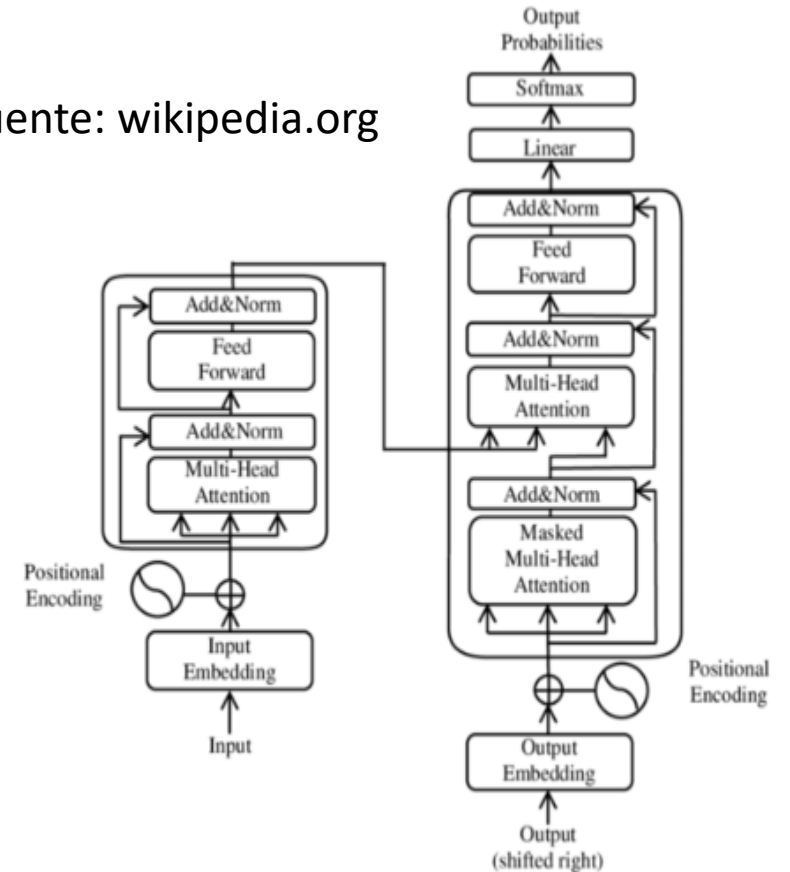 uente: wikipedia.org
Output
Probabilities
Softmax
Linear
Add&Norm
Feed
Forward
Add&Norm
Multi-Head
Attention
Add&Norm
Masked
Multi-Head
Attention
Positional
Encoding
Output
Embedding
Output
(shifted right)
Add&Norm
Feed
Forward
Add&Norm
Multi-Head
Attention
Positional
Encoding
Input
Embedding
Input